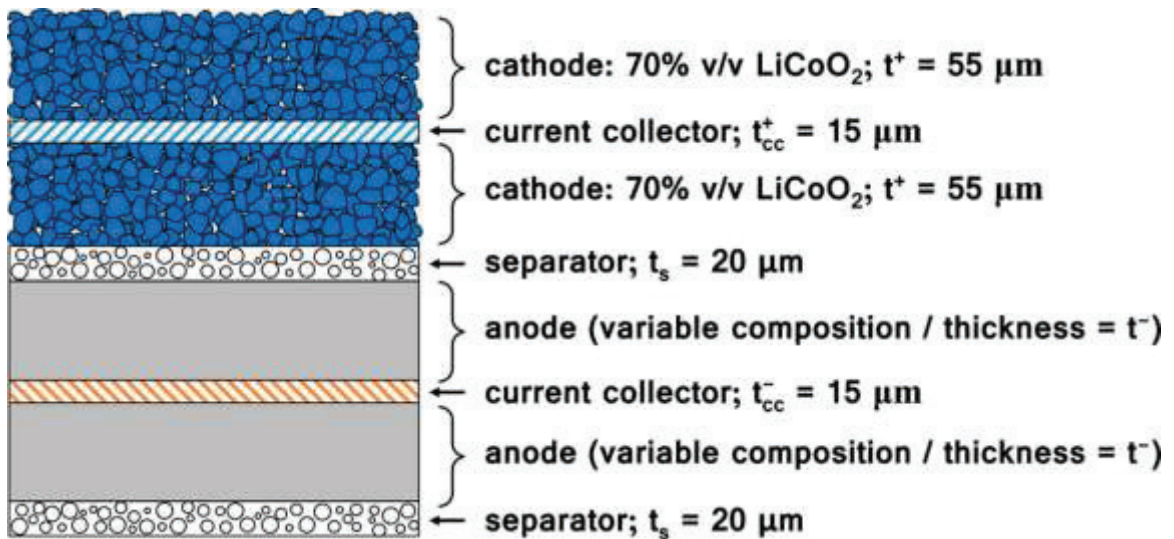 cathode: 70% v/v LiCoO₂; t⁺ = 55 μm
current collector; t⁺cc = 15 μm
cathode: 70% v/v LiCoO₂; t⁺ = 55 μm
separator; tₛ = 20 μm
anode (variable composition / thickness = t⁻)
current collector; t⁻cc = 15 μm
anode (variable composition / thickness = t⁻)
separator; tₛ = 20 μm